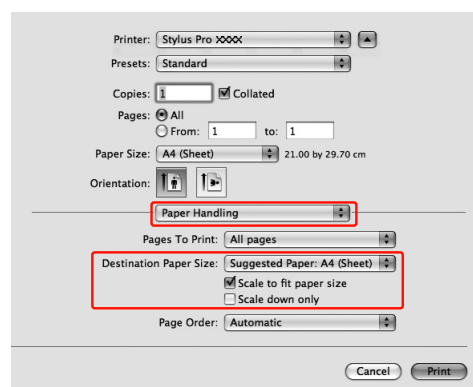 Printer: Stylus Pro XXXX
Presets: Standard
Copies: 1 Collated
Pages: All
From: 1 to: 1
Paper Size: A4 (Sheet) 21.00 by 29.70 cm
Orientation:
Paper Handling
Pages To Print: All pages
Destination Paper Size: Suggested Paper: A4 (Sheet)
Scale to fit paper size
Scale down only
Page Order: Automatic
Cancel Print